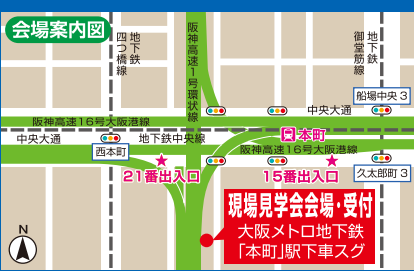 会場案内図
地下鉄
四つ橋線
阪神高速1号環状線
地下鉄
御堂筋線
船場中央3
中央大通
阪神高速16号大阪港線
中央大通
地下鉄中央線
本町
西本町
阪神高速16号大阪港線
21番出入口
15番出入口
久太郎町3
現場見学会会場・受付
大阪メトロ地下鉄
「本町」駅下車スグ
N